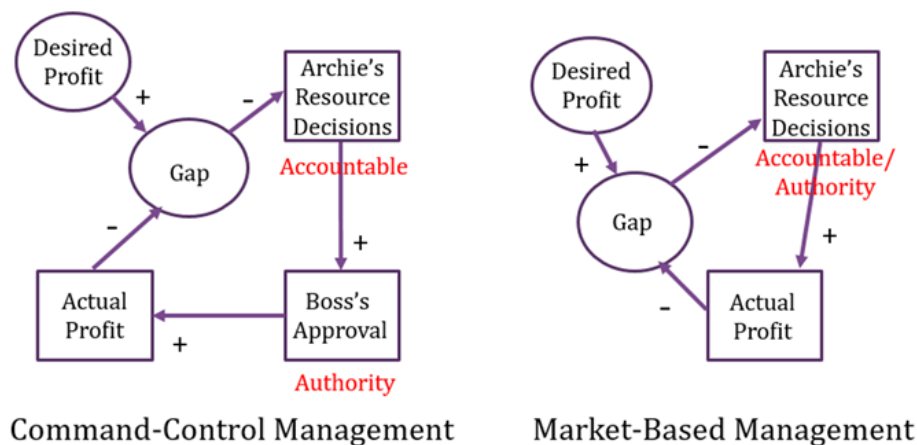 Desired
Profit
+
-
Archie's
Resource
Decisions
Accountable
Gap
-
+
Actual
Profit
+
Boss's
Approval
Authority
Command-Control Management
Desired
Profit
+
-
Archie's
Resource
Decisions
Accountable/
Authority
Gap
+
-
Actual
Profit
Market-Based Management